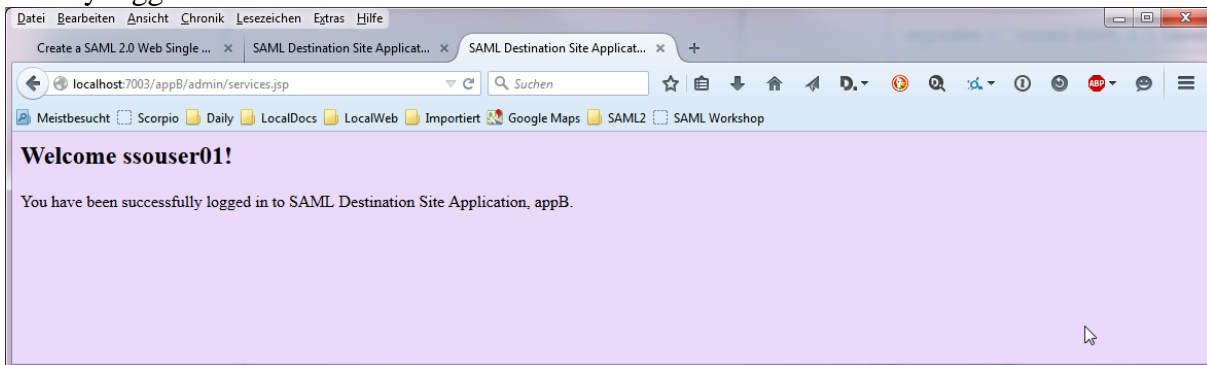 Datei Bearbeiten Ansicht Chronik Lesezeichen Extras Hilfe
Create a SAML 2.0 Web Single ... × SAML Destination Site Applicat... × SAML Destination Site Applicat... × +
localhost:7003/appB/admin/services.jsp Suchen
Meistbesucht Scorpio Daily LocalDocs LocalWeb Importiert Google Maps SAML2 SAML Workshop
Welcome ssouser01!
You have been successfully logged in to SAML Destination Site Application, appB.